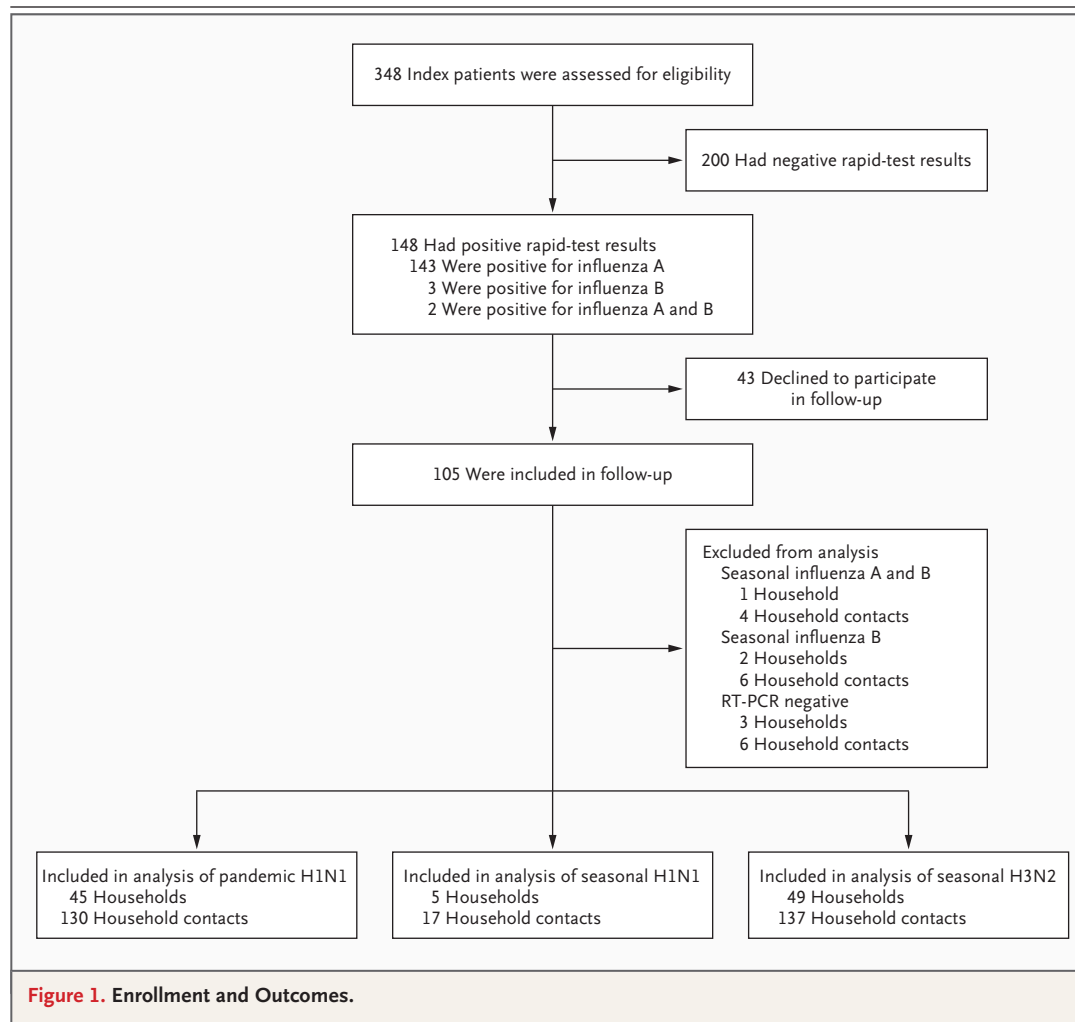 348 Index patients were assessed for eligibility
200 Had negative rapid-test results
148 Had positive rapid-test results
143 Were positive for influenza A
3 Were positive for influenza B
2 Were positive for influenza A and B
43 Declined to participate
in follow-up
105 Were included in follow-up
Excluded from analysis
Seasonal influenza A and B
1 Household
4 Household contacts
Seasonal influenza B
2 Households
6 Household contacts
RT-PCR negative
3 Households
6 Household contacts
Included in analysis of pandemic H1N1
45 Households
130 Household contacts
Included in analysis of seasonal H1N1
5 Households
17 Household contacts
Included in analysis of seasonal H3N2
49 Households
137 Household contacts
Figure 1. Enrollment and Outcomes.